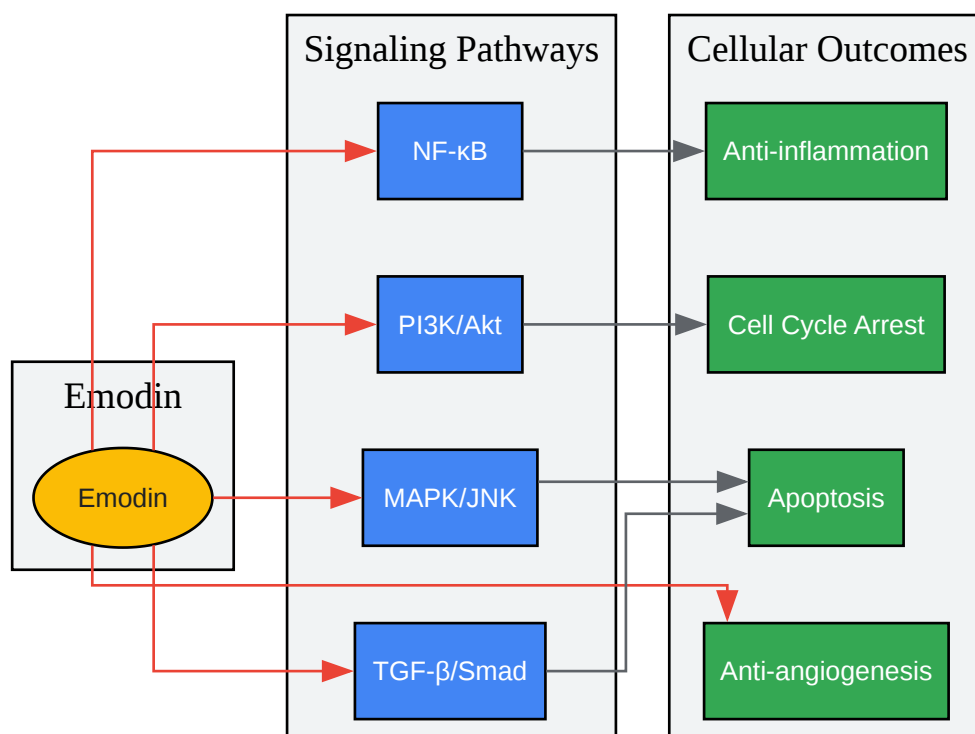 Signaling Pathways
Cellular Outcomes
NF-κB
Anti-inflammation
PI3K/Akt
Cell Cycle Arrest
Emodin
Emodin
MAPK/JNK
Apoptosis
TGF-β/Smad
Anti-angiogenesis